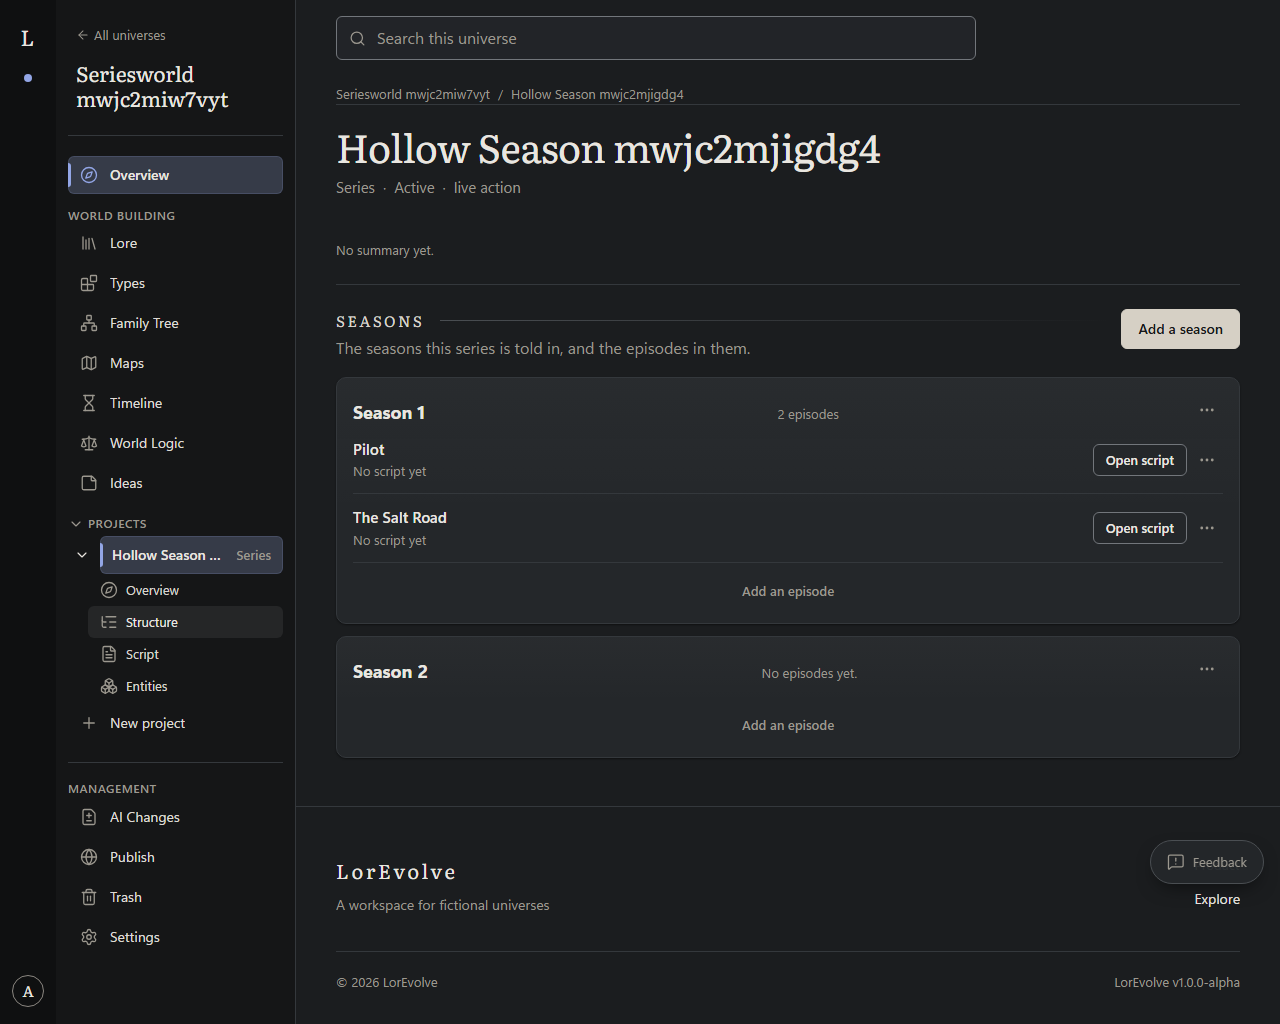 L
All universes
Seriesworld
mwjc2miw7vyt
Overview
WORLD BUILDING
Lore
Types
Family Tree
Maps
Timeline
World Logic
Ideas
PROJECTS
Hollow Season ... Series
Overview
Structure
Script
Entities
New project
MANAGEMENT
AI Changes
Publish
Trash
Settings
A
Search this universe
Seriesworld mwjc2miw7vyt / Hollow Season mwjc2mjigdg4
Hollow Season mwjc2mjigdg4
Series · Active · live action
No summary yet.
SEASONS
Add a season
The seasons this series is told in, and the episodes in them.
Season 1 2 episodes
Pilot
No script yet
Open script
The Salt Road
No script yet
Open script
Add an episode
Season 2 No episodes yet.
Add an episode
LorEvolve
A workspace for fictional universes
Feedback
Explore
© 2026 LorEvolve
LorEvolve v1.0.0-alpha